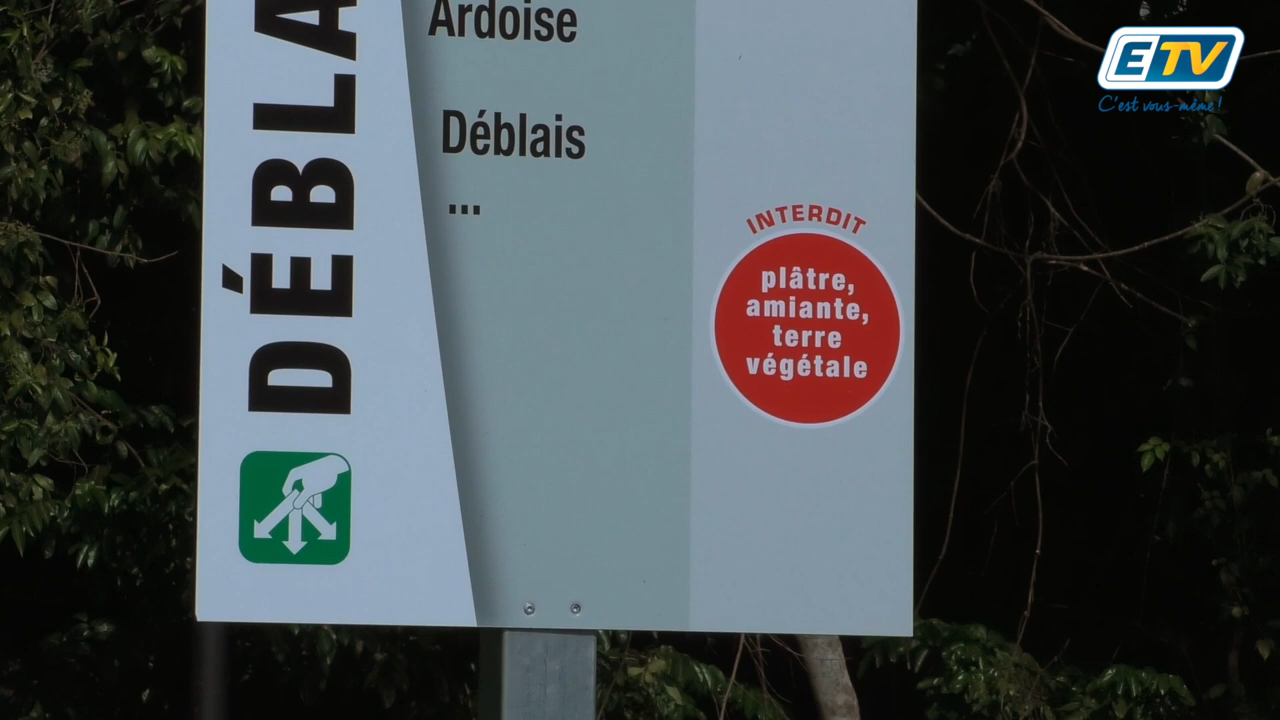 Ardoise
Déblais
...
DÉBLA
INTERDIT
plâtre,
amiante,
terre
végétale
ETV
C'est vous-même!